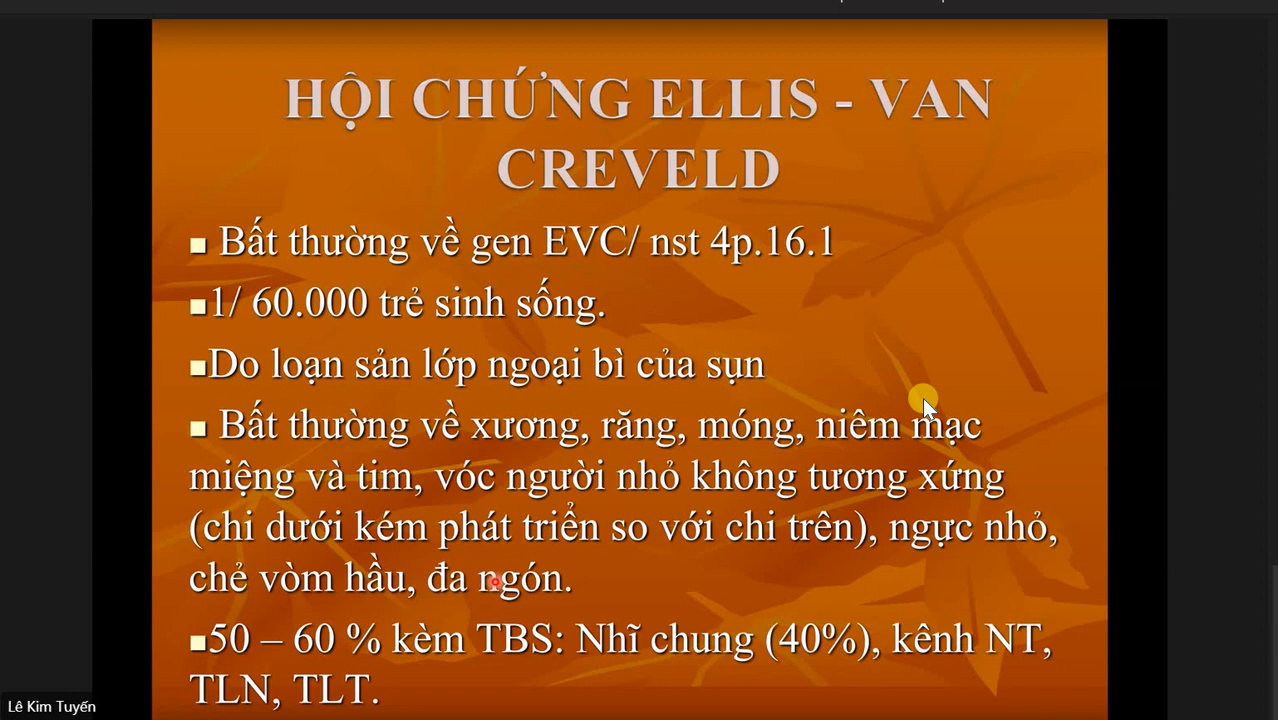 HỘI CHỨNG ELLIS - VAN
CREVELD
Bất thường về gen EVC/ nst 4p.16.1
1/ 60.000 trẻ sinh sống.
Do loạn sản lớp ngoại bì của sụn
Bất thường về xương, răng, móng, niêm mạc
miệng và tim, vóc người nhỏ không tương xứng
(chi dưới kém phát triển so với chi trên), ngực nhỏ,
chẻ vòm hầu, đa ngón.
50 – 60 % kèm TBS: Nhĩ chung (40%), kênh NT,
TLN, TLT.
Lê Kim Tuyến